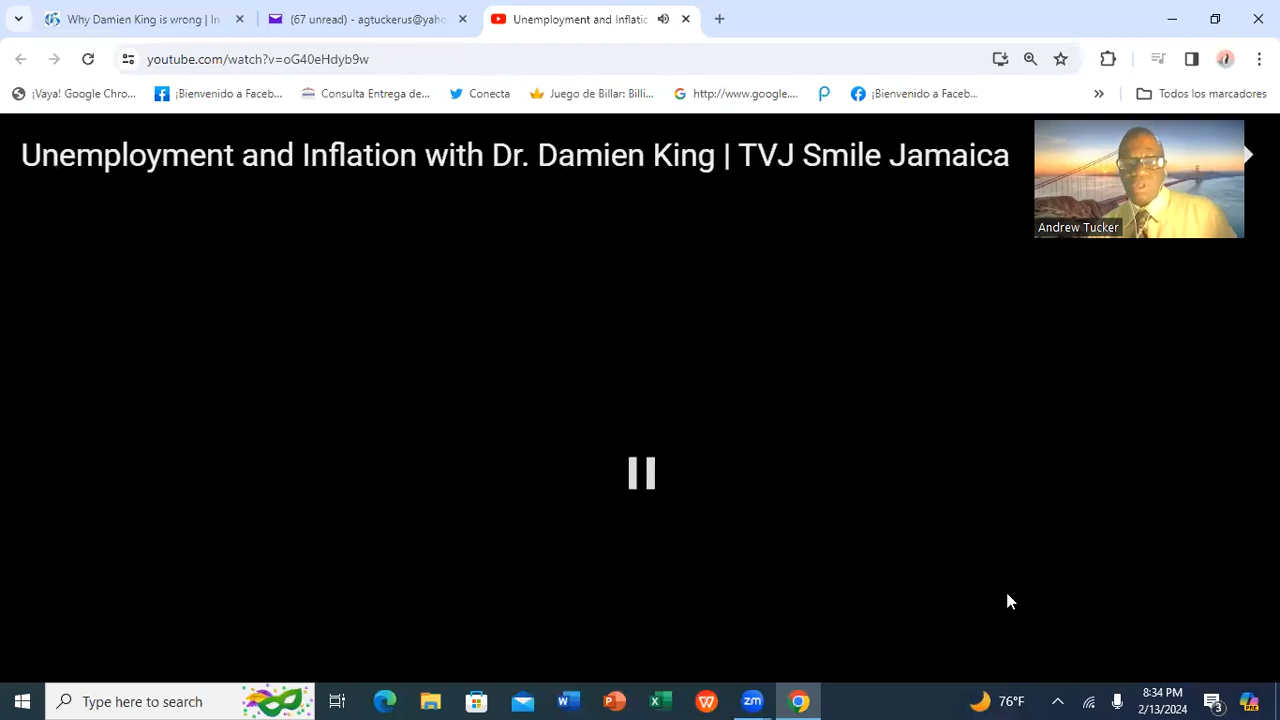 Why Damien King is wrong | In
(67 unread) - agtuckerus@yaho
Unemployment and Inflatic
youtube.com/watch?v=oG40eHdyb9w
¡Vaya! Google Chro...
¡Bienvenido a Faceb...
Consulta Entrega de...
Conecta
Juego de Billar: Billi...
http://www.google....
¡Bienvenido a Faceb...
Todos los marcadores
Unemployment and Inflation with Dr. Damien King | TVJ Smile Jamaica
Andrew Tucker
Type here to search
76°F
8:34 PM
2/13/2024
3